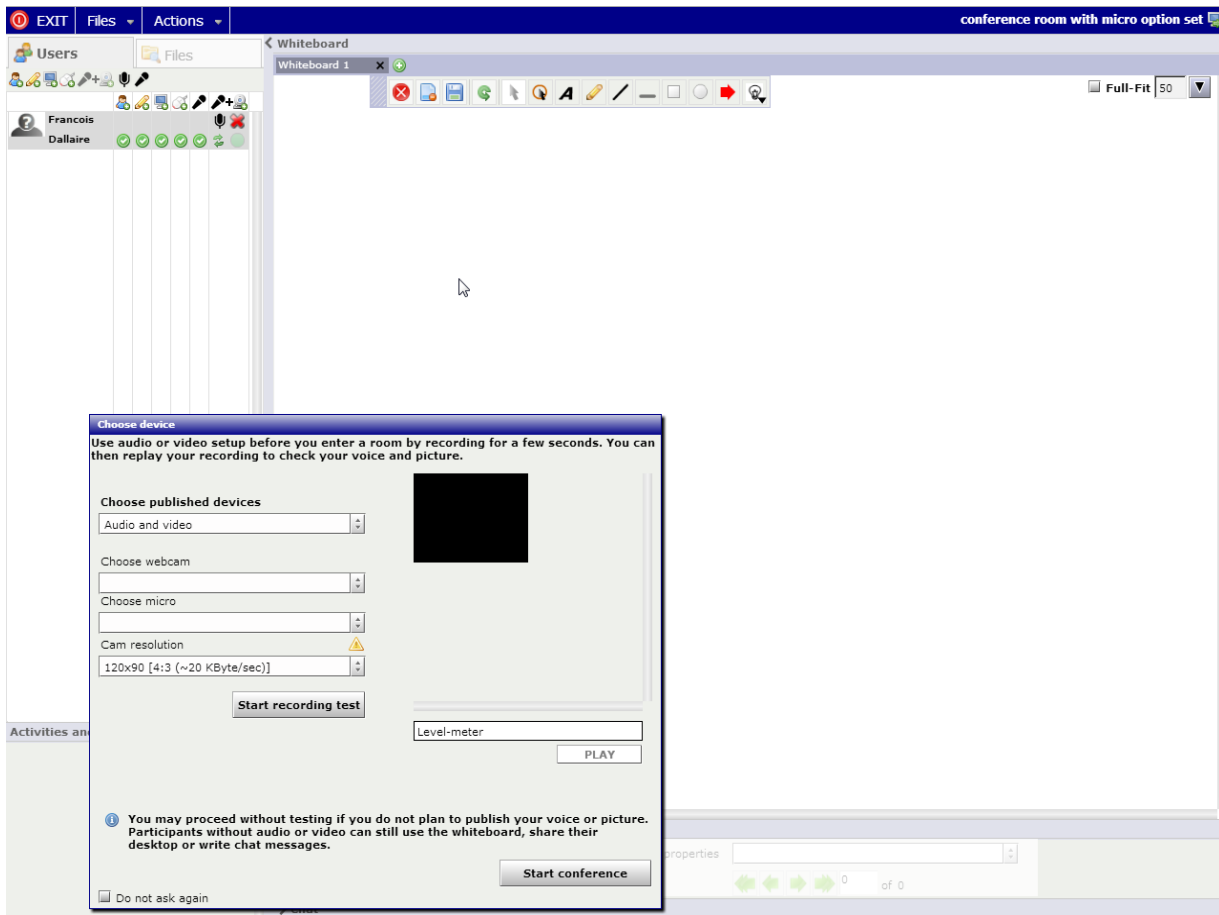 EXIT Files Actions conference room with micro option set
Users Files
Whiteboard
Whiteboard 1 x
A
Full-Fit 50
Francois
Dallaire
Choose device
Use audio or video setup before you enter a room by recording for a few seconds. You can
then replay your recording to check your voice and picture.
Choose published devices
Audio and video
Choose webcam
Choose micro
Cam resolution
120x90 [4:3 (~20 KByte/sec)]
Start recording test
Level-meter
PLAY
You may proceed without testing if you do not plan to publish your voice or picture.
Participants without audio or video can still use the whiteboard, share their
desktop or write chat messages.
Start conference
Do not ask again
Activities an
properties
0 of 0